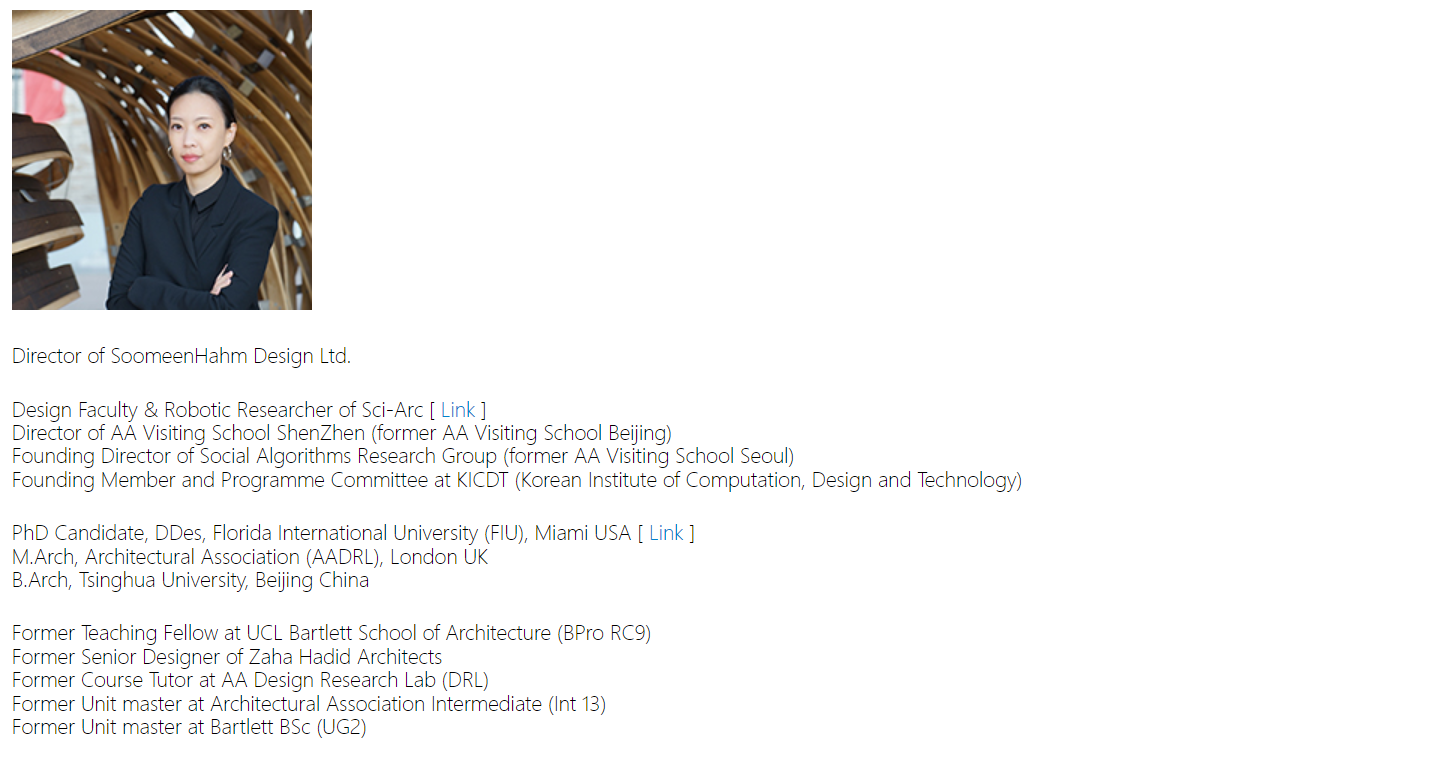 Director of SoomeenHahm Design Ltd.
Design Faculty & Robotic Researcher of Sci-Arc [ Link ]
Director of AA Visiting School ShenZhen (former AA Visiting School Beijing)
Founding Director of Social Algorithms Research Group (former AA Visiting School Seoul)
Founding Member and Programme Committee at KICDT (Korean Institute of Computation, Design and Technology)
PhD Candidate, DDes, Florida International University (FIU), Miami USA [ Link ]
M.Arch, Architectural Association (AADRL), London UK
B.Arch, Tsinghua University, Beijing China
Former Teaching Fellow at UCL Bartlett School of Architecture (BPro RC9)
Former Senior Designer of Zaha Hadid Architects
Former Course Tutor at AA Design Research Lab (DRL)
Former Unit master at Architectural Association Intermediate (Int 13)
Former Unit master at Bartlett BSc (UG2)